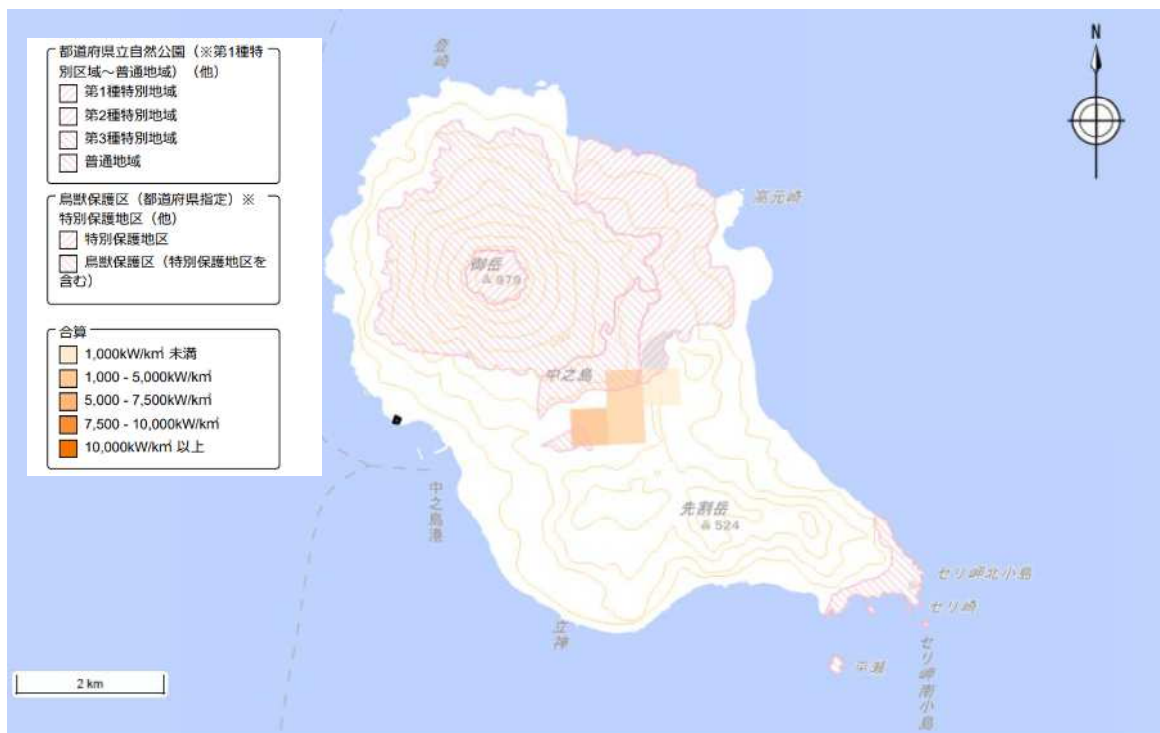 都道府県立自然公園（※第1種特
別区域～普通地域）（他）
第1種特別地域
第2種特別地域
第3種特別地域
普通地域
鳥獣保護区（都道府県指定）※
特別保護地区（他）
特別保護地区
鳥獣保護区（特別保護地区を
含む）
合算
1,000kW/k㎡ 未満
1,000 - 5,000kW/k㎡
5,000 - 7,500kW/k㎡
7,500 - 10,000kW/k㎡
10,000kW/k㎡ 以上
N
高元崎
御岳
979
中之島
中之島港
先割岳
524
セリ岬北小島
セリ崎
セリ岬南小島
立神
平瀬
2 km